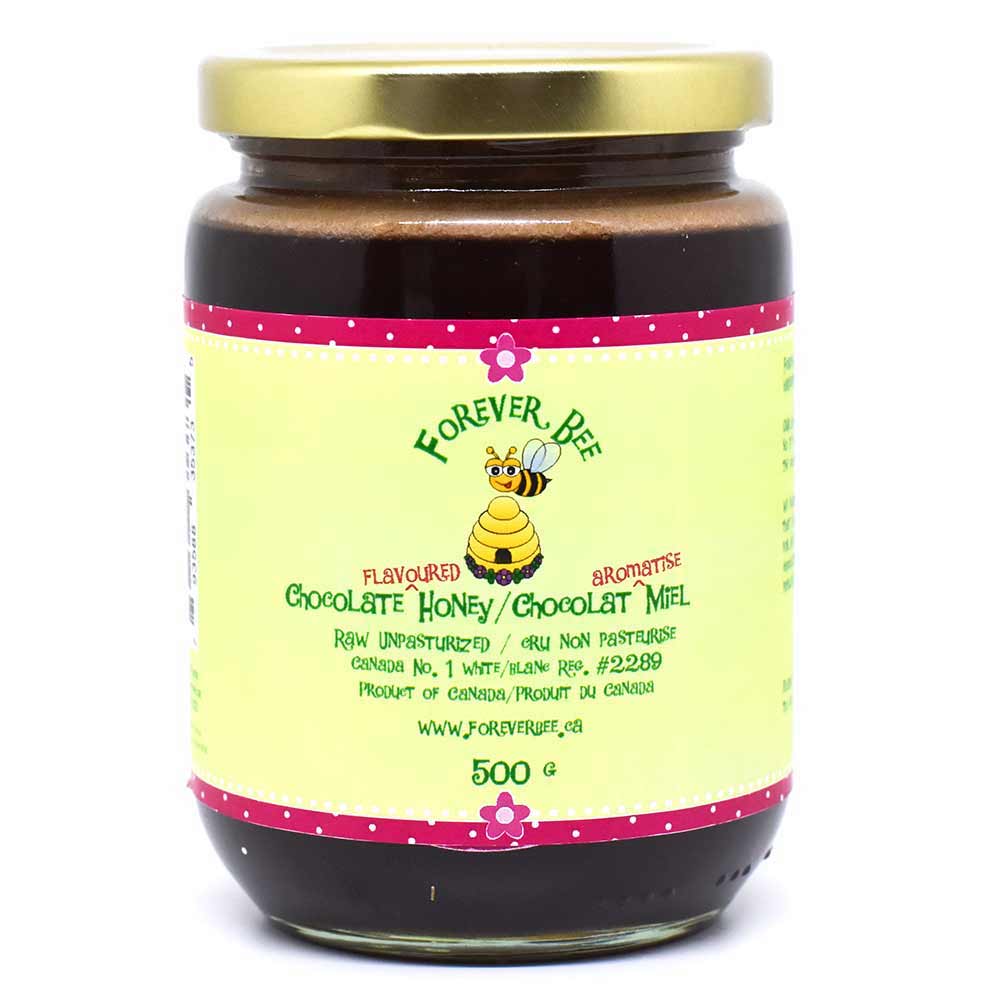 FOREVER BEE
FLAVOURED AROMATISE
CHOCOLATE ^ HONEY / CHOCOLAT ^ MIEL
RAW UNPASTURIZED / CRU NON PASTEURISE
CANADA NO. 1 WHITE/BLANC REG. #2289
PRODUCT OF CANADA/PRODUIT DU CANADA
WWW.FOREVERBEE.CA
500 G